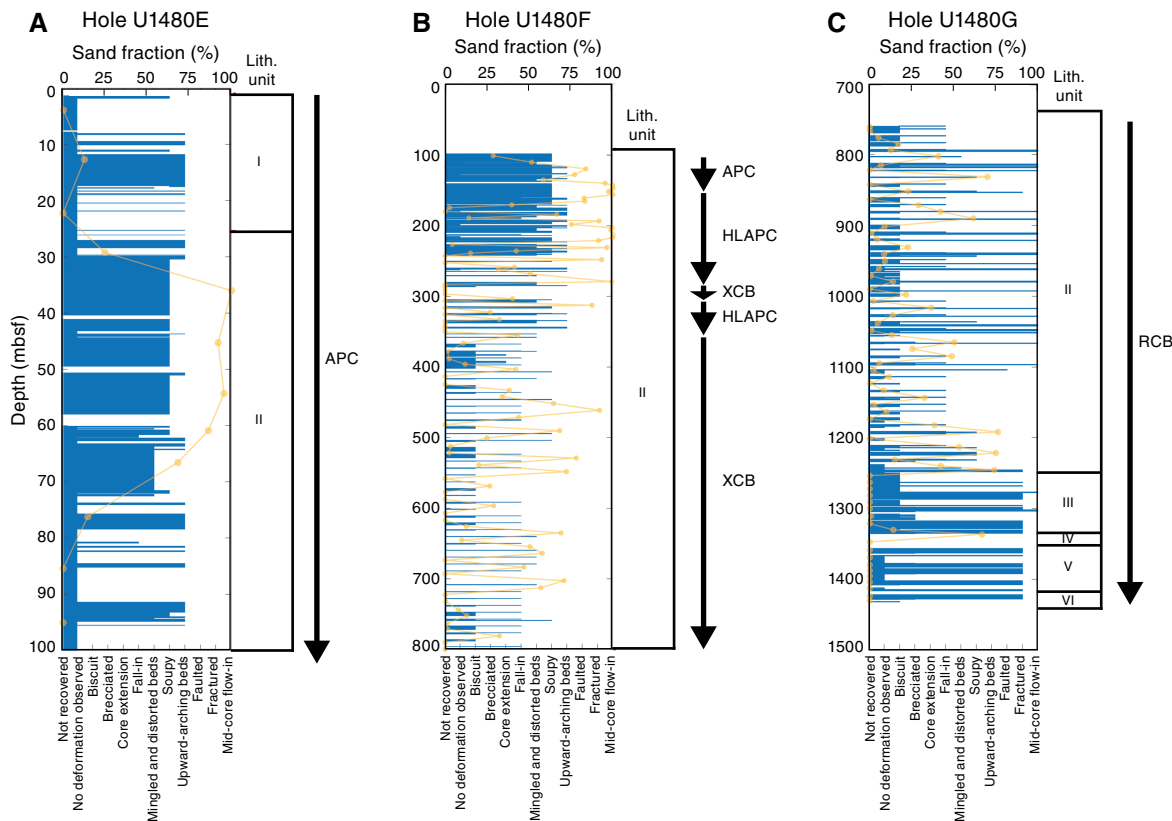 A Hole U1480E
Sand fraction (%)
0 25 50 75 100
Lith.
unit
0
10
20
30
40
50
60
70
80
90
100
Depth (mbsf)
I
II
APC
Not recovered
No deformation observed
Biscuit
Brecciated
Core extension
Fall-in
Mingled and distorted beds
Soupy
Upward-arching beds
Faulted
Fractured
Mid-core flow-in
B Hole U1480F
Sand fraction (%)
0 25 50 75 100
Lith.
unit
0
100
200
300
400
500
600
700
800
II
APC
HLAPC
XCB
HLAPC
XCB
Not recovered
No deformation observed
Biscuit
Brecciated
Core extension
Fall-in
Mingled and distorted beds
Soupy
Upward-arching beds
Faulted
Fractured
Mid-core flow-in
C Hole U1480G
Sand fraction (%)
0 25 50 75 100
Lith.
unit
700
800
900
1000
1100
1200
1300
1400
1500
II
III
IV
V
VI
RCB
Not recovered
No deformation observed
Biscuit
Brecciated
Core extension
Fall-in
Mingled and distorted beds
Soupy
Upward-arching beds
Faulted
Fractured
Mid-core flow-in